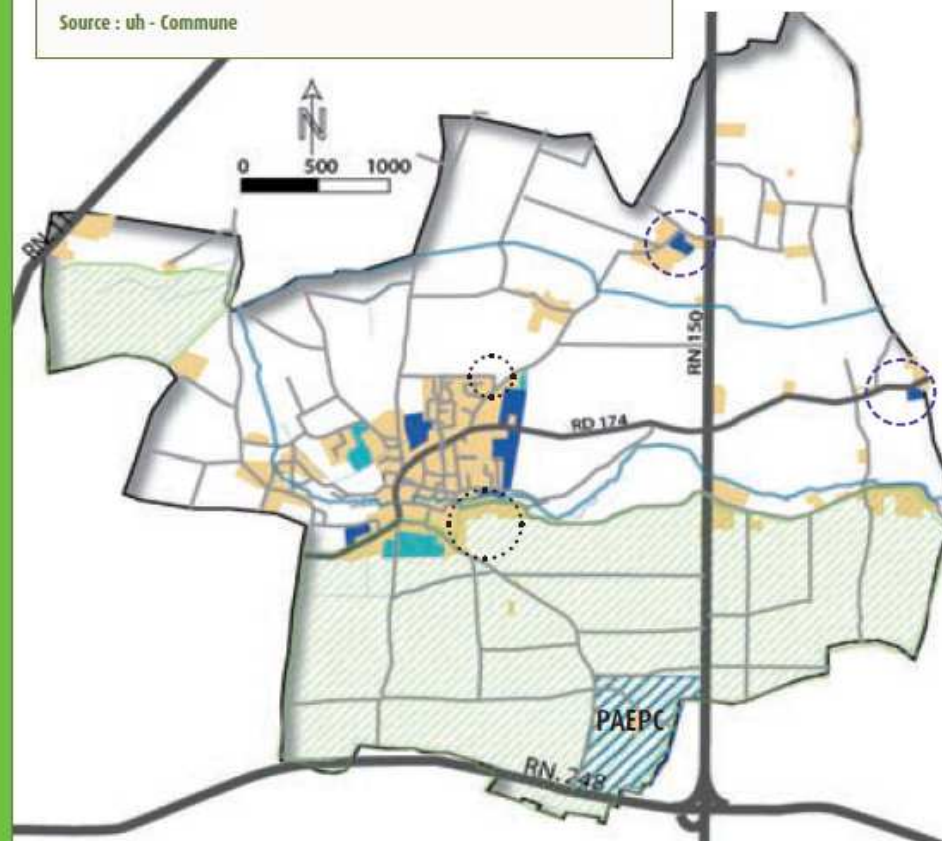 Source : uh - Commune
N
0 500 1000
RN 11
RN 150
RD 174
PAEPC
RN. 248